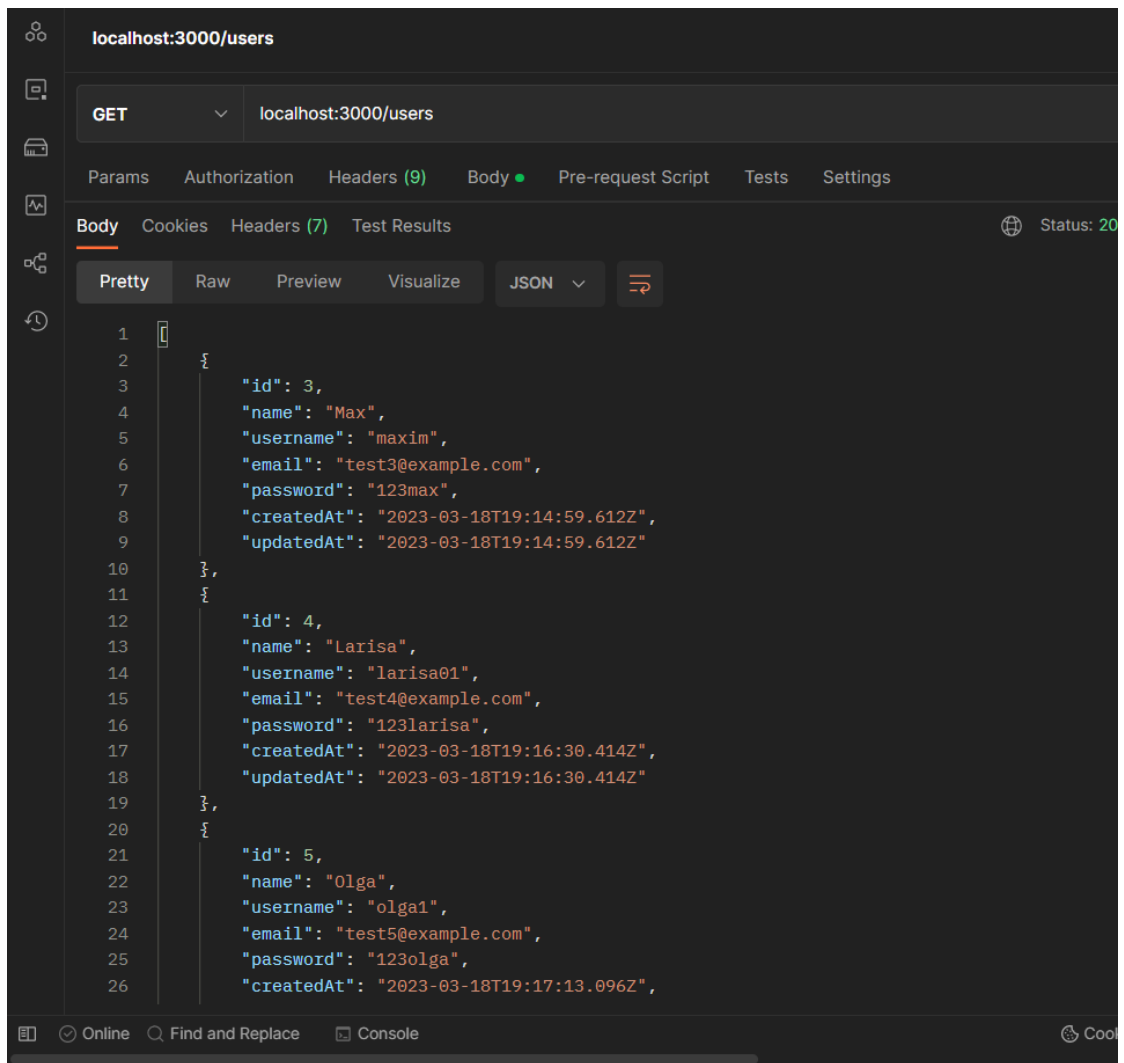 localhost:3000/users
GET localhost:3000/users
Params Authorization Headers (9) Body Pre-request Script Tests Settings
Body Cookies Headers (7) Test Results Status: 20
Pretty Raw Preview Visualize JSON
1 [
2 {
3 "id": 3,
4 "name": "Max",
5 "username": "maxim",
6 "email": "test3@example.com",
7 "password": "123max",
8 "createdAt": "2023-03-18T19:14:59.612Z",
9 "updatedAt": "2023-03-18T19:14:59.612Z"
10 },
11 {
12 "id": 4,
13 "name": "Larisa",
14 "username": "larisa01",
15 "email": "test4@example.com",
16 "password": "123larisa",
17 "createdAt": "2023-03-18T19:16:30.414Z",
18 "updatedAt": "2023-03-18T19:16:30.414Z"
19 },
20 {
21 "id": 5,
22 "name": "Olga",
23 "username": "olga1",
24 "email": "test5@example.com",
25 "password": "123olga",
26 "createdAt": "2023-03-18T19:17:13.096Z",
Online Find and Replace Console